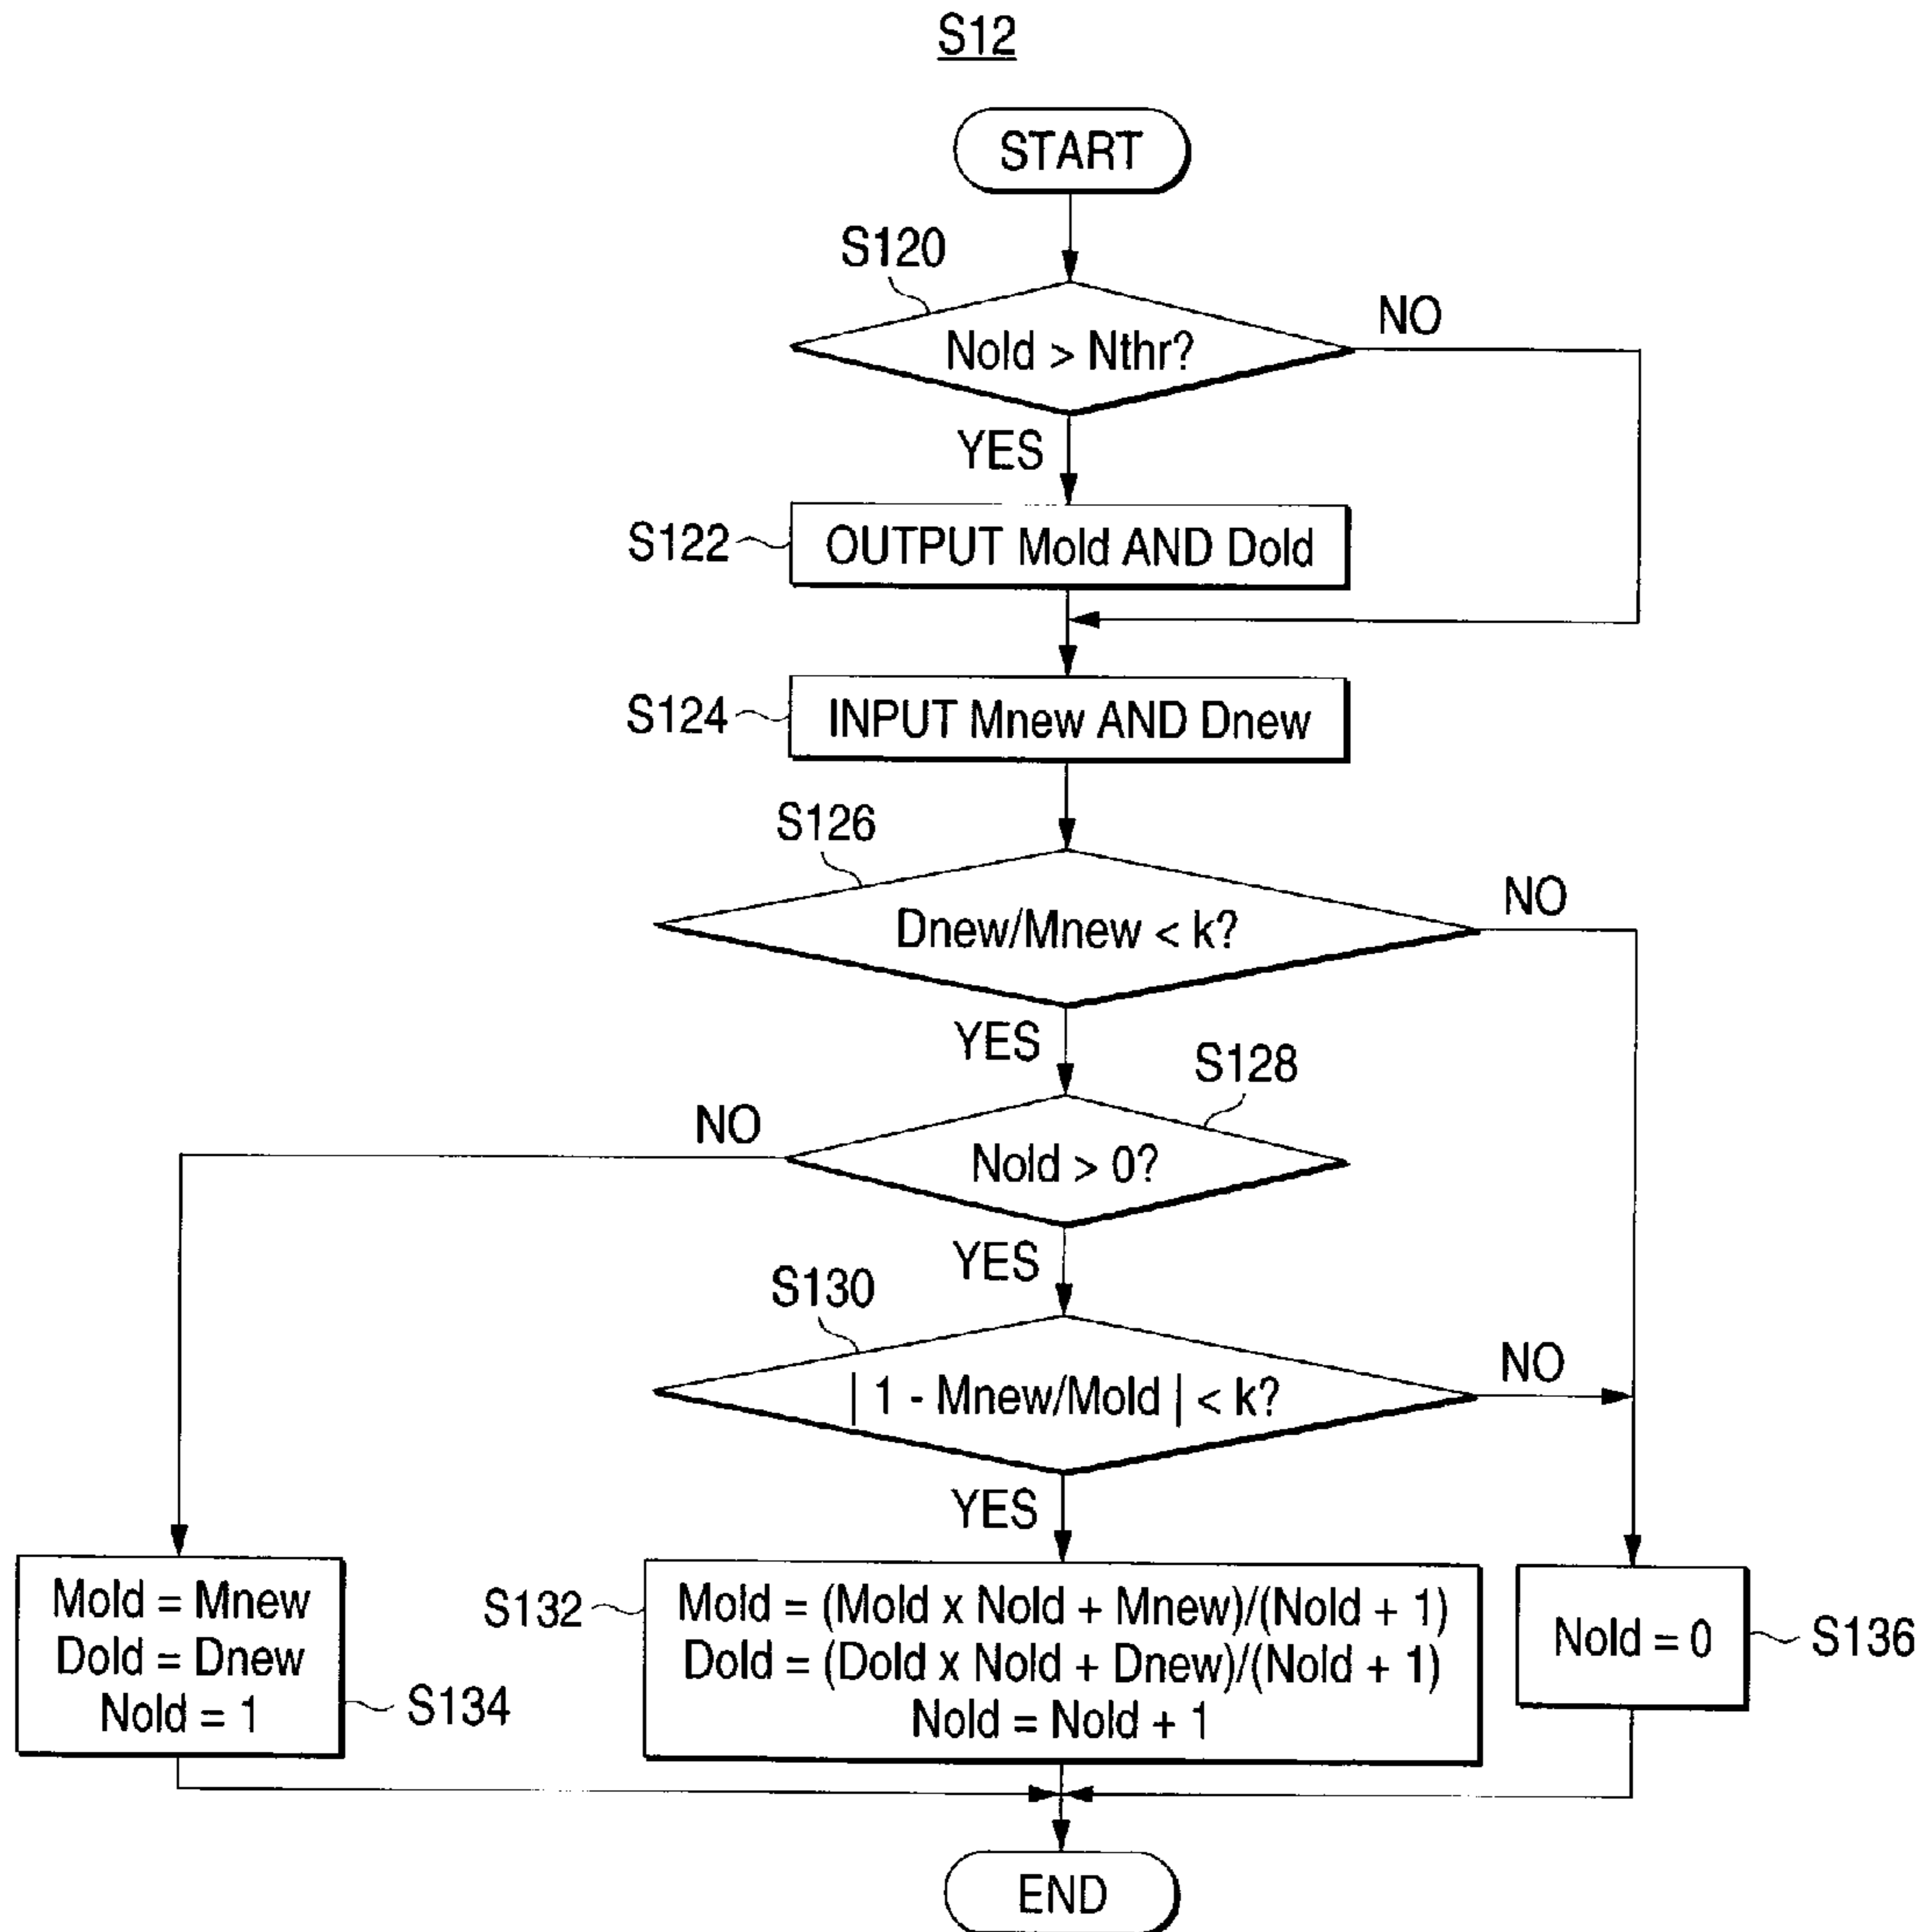 S12
START
S120
Nold > Nthr?
NO
YES
S122
OUTPUT Mold AND Dold
S124
INPUT Mnew AND Dnew
S126
Dnew/Mnew < k?
NO
YES
S128
NO
Nold > 0?
YES
S130
| 1 - Mnew/Mold | < k?
NO
YES
Mold = Mnew
Dold = Dnew
Nold = 1
S134
S132
Mold = (Mold x Nold + Mnew)/(Nold + 1)
Dold = (Dold x Nold + Dnew)/(Nold + 1)
Nold = Nold + 1
Nold = 0
S136
END